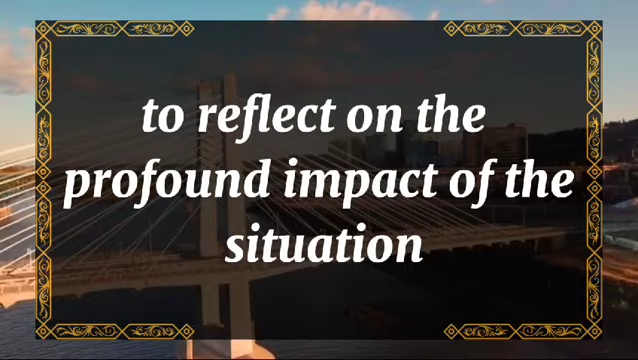 to reflect on the
profound impact of the
situation